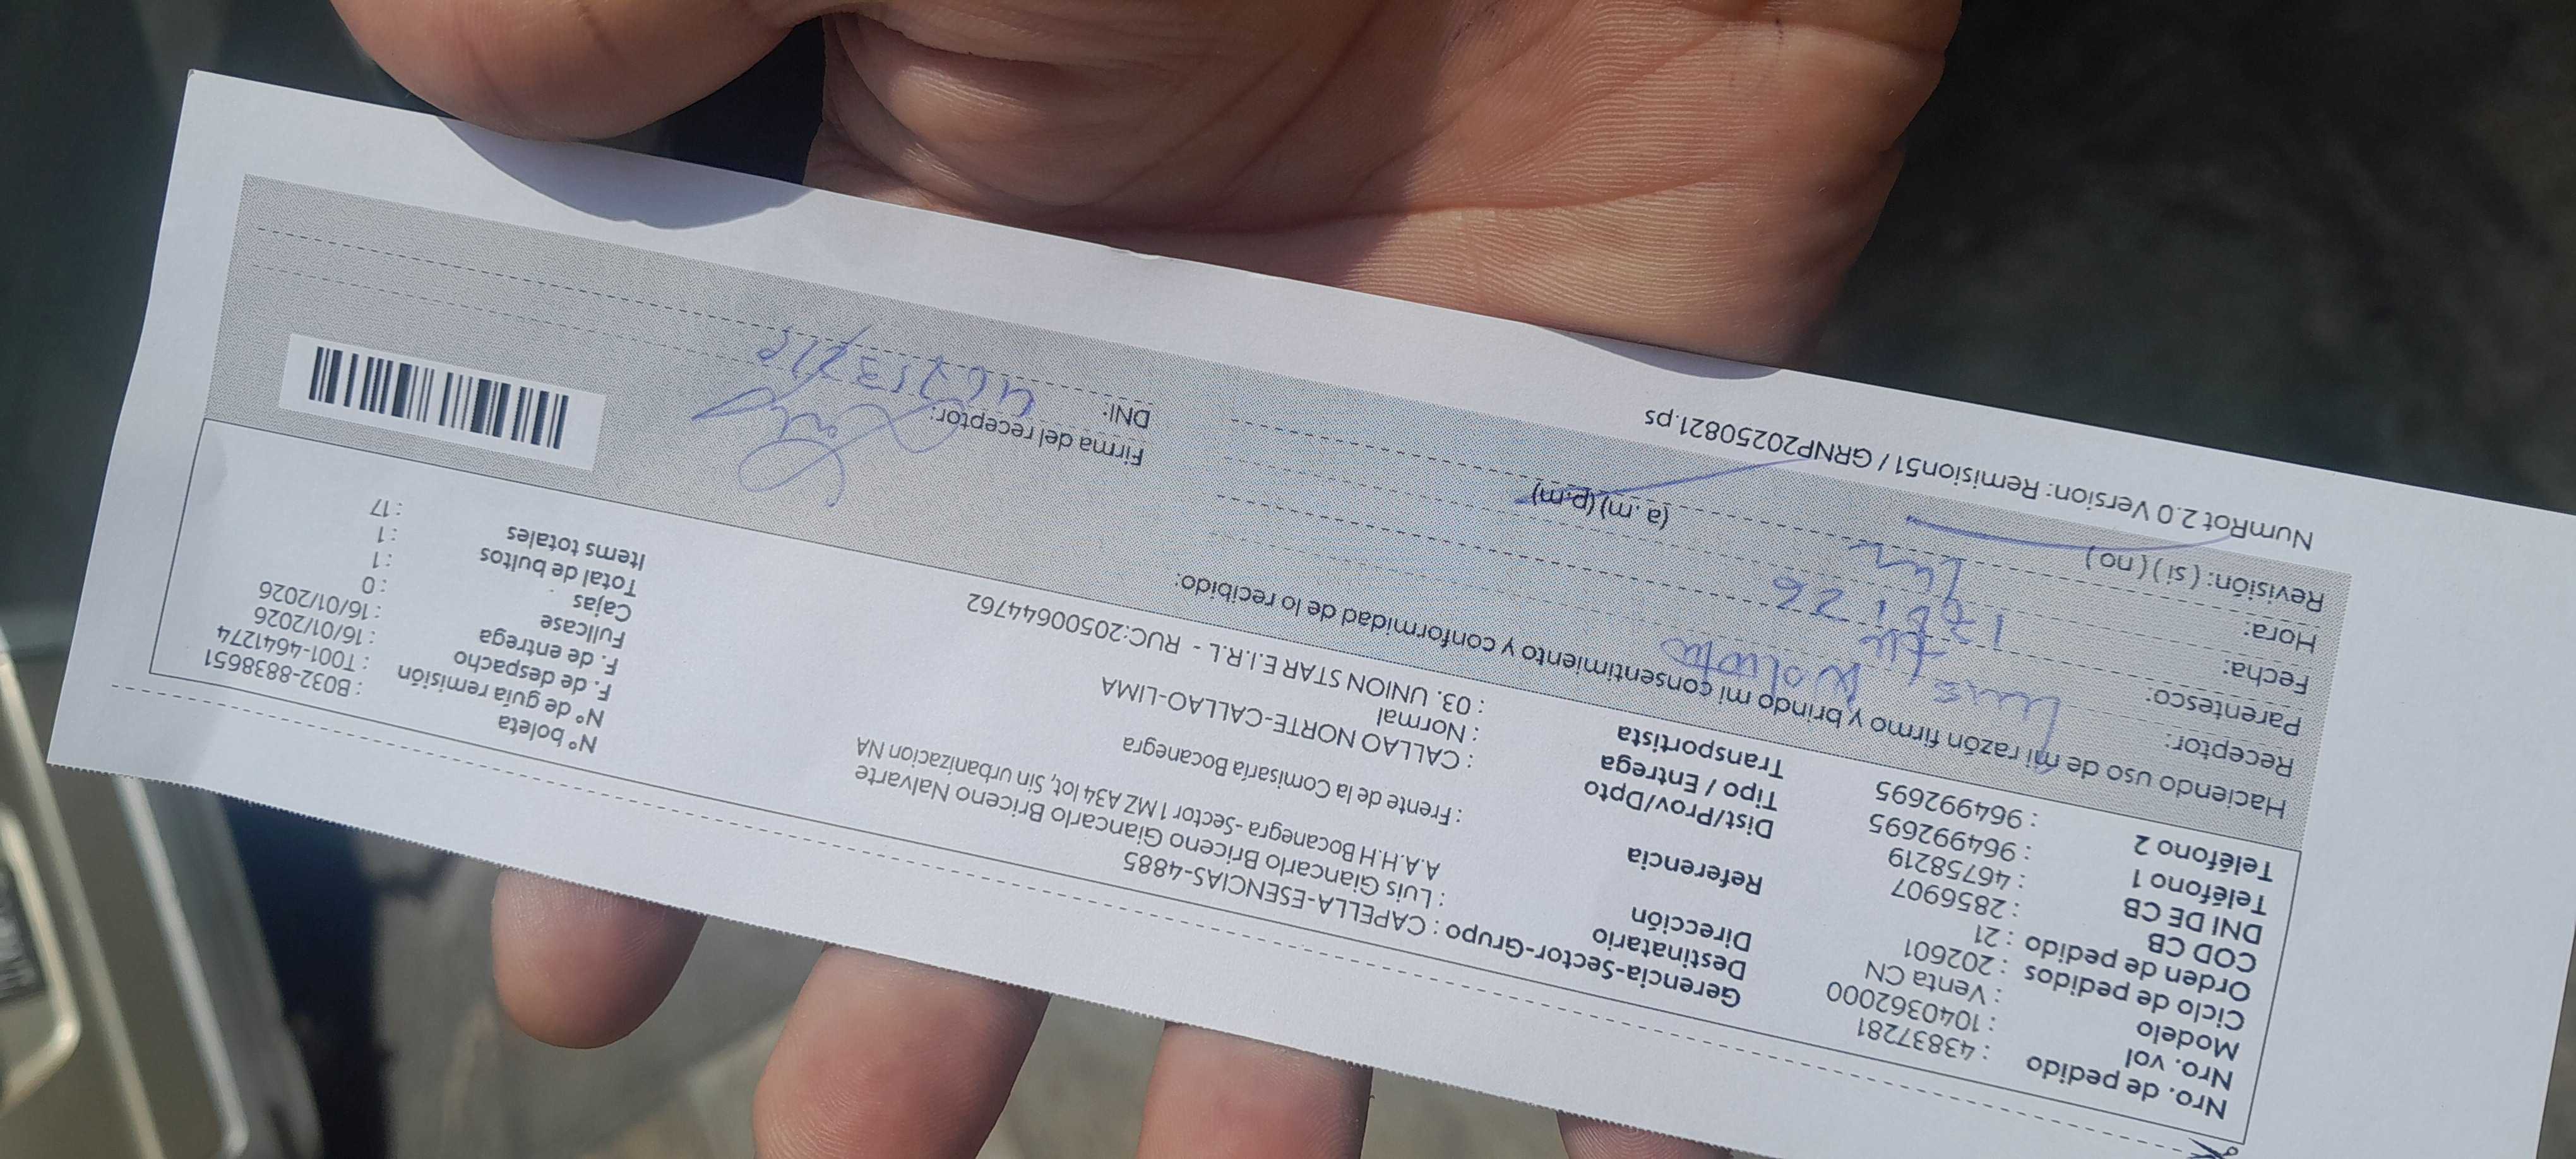 Nro. de pedido : 43837281
Nro. vol : 1040362000
Modelo : Venta CN
Ciclo de pedidos : 202601
Orden de pedido : 21
COD CB : 2856907
DNI DE CB : 46758219
Teléfono 1 : 964992695
Teléfono 2 : 964992695
Gerencia-Sector-Grupo : CAPELLA-ESENCIAS-4885
Destinatario : Luis Giancarlo Briceno Giancarlo Briceno Nalvarte
Dirección A.A.H.H Bocanegra -Sector 1 MZ A34 lot, Sin urbanizacion NA
Referencia : Frente de la Comisaría Bocanegra
Dist/Prov/Dpto : CALLAO NORTE-CALLAO-LIMA
Tipo / Entrega : Normal
Transportista : 03. UNION STAR E.I.R.L - RUC:20500644762
N° boleta : B032-8838651
N° de guía remisión : T001-4641274
F. de despacho : 16/01/2026
F. de entrega : 16/01/2026
Fullcase : 0
Cajas : 1
Total de bultos : 1
Items totales : 17
Haciendo uso de mi razón firmo y brindo mi consentimiento y conformidad de lo recibido:
Receptor: Luis
Parentesco:
Fecha:
Hora: (a. m) (p.m)
Revisión: ( si ) ( no )
Firma del receptor:
DNI:
NumRot 2.0 Version: Remision51 / GRNP20250821.ps